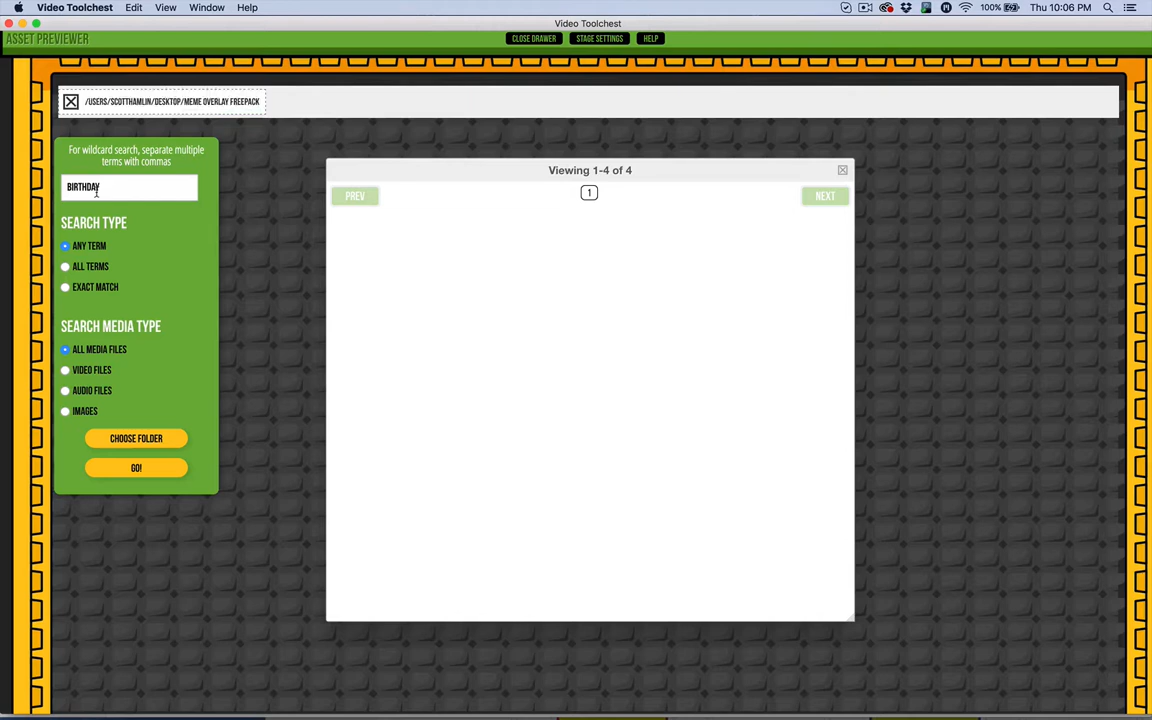 Video Toolchest Edit View Window Help
100% Thu 10:06 PM
Video Toolchest
ASSET PREVIEWER
CLOSE DRAWER STAGE SETTINGS HELP
/USERS/SCOTTHAMLIN/DESKTOP/MEME OVERLAY FREEPACK
For wildcard search, separate multiple
terms with commas
BIRTHDAY
SEARCH TYPE
ANY TERM
ALL TERMS
EXACT MATCH
SEARCH MEDIA TYPE
ALL MEDIA FILES
VIDEO FILES
AUDIO FILES
IMAGES
CHOOSE FOLDER
GO!
Viewing 1-4 of 4
PREV 1 NEXT